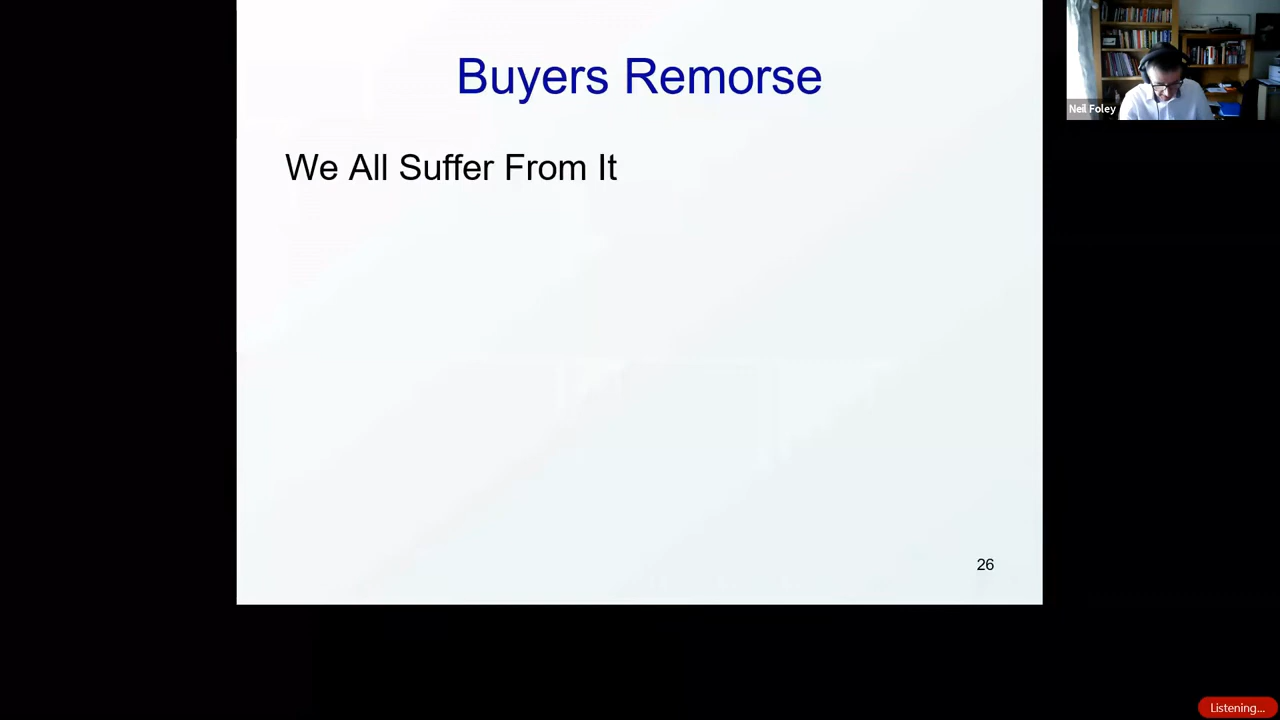 Buyers Remorse
We All Suffer From It
26
Neil Foley
Listening...